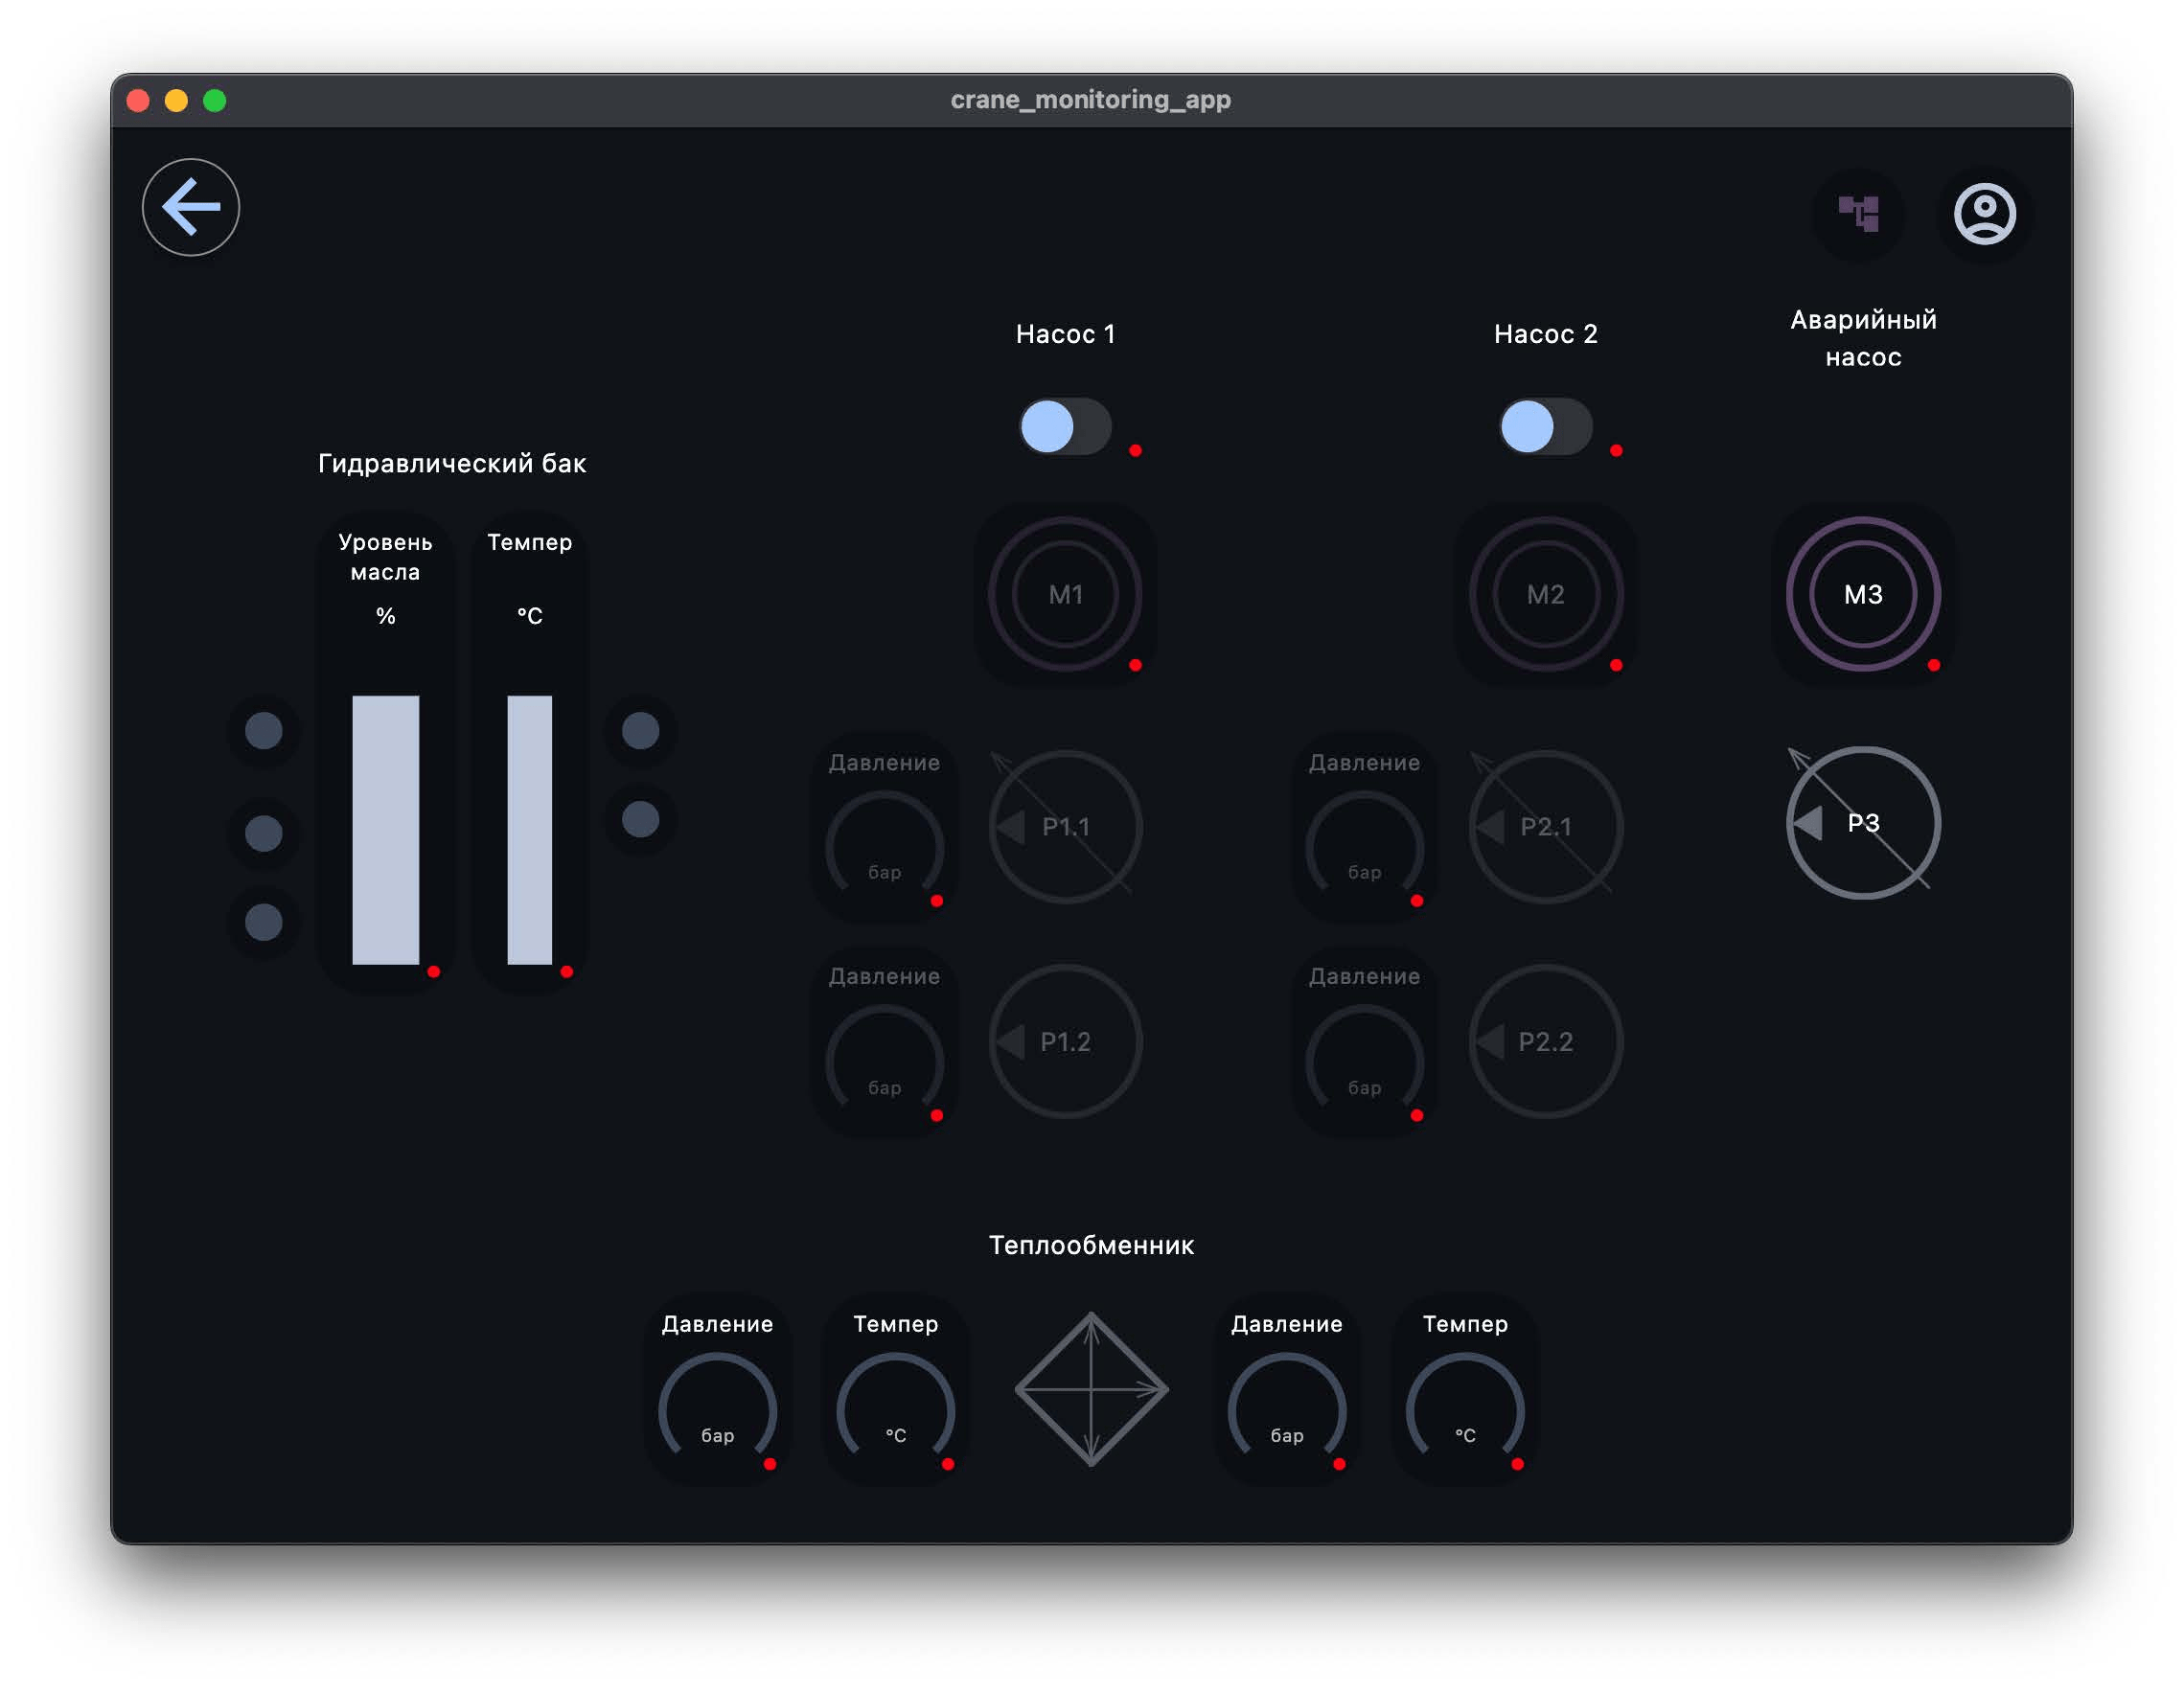 crane_monitoring_app
Насос 1
Насос 2
Аварийный
насос
Гидравлический бак
Уровень
масла
%
Темпер
°C
M1
M2
M3
Давление
бар
P1.1
Давление
бар
P2.1
P3
Давление
бар
P1.2
Давление
бар
P2.2
Теплообменник
Давление
бар
Темпер
°C
Давление
бар
Темпер
°C